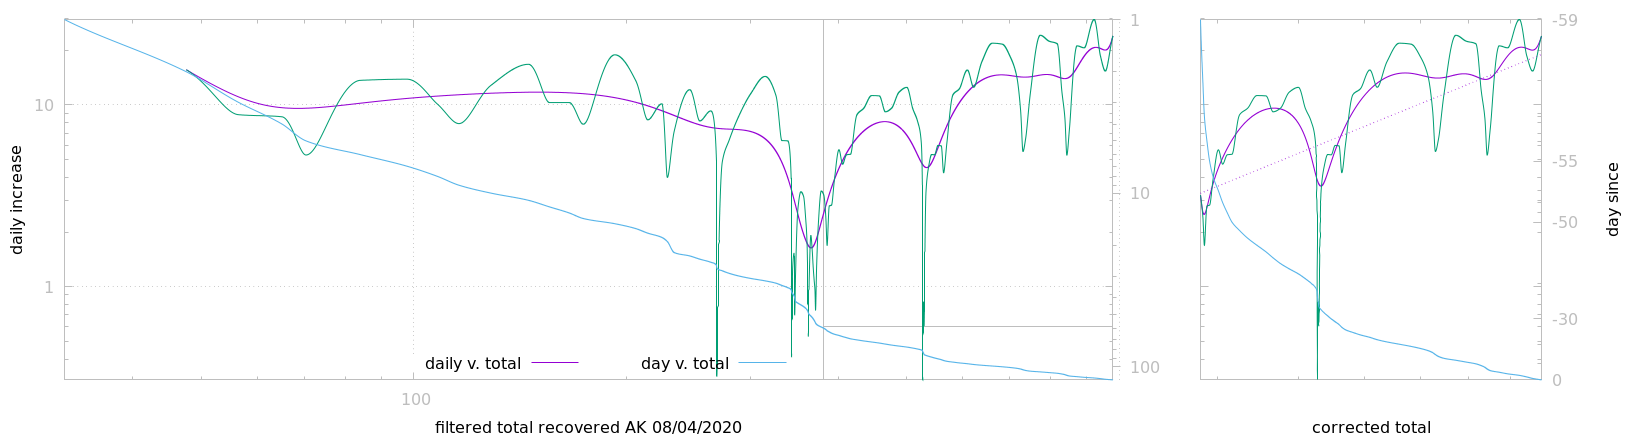 daily increase
10
1
daily v. total
day v. total
100
filtered total recovered AK 08/04/2020
1
10
100
corrected total
-59
-55
-50
-30
0
day since